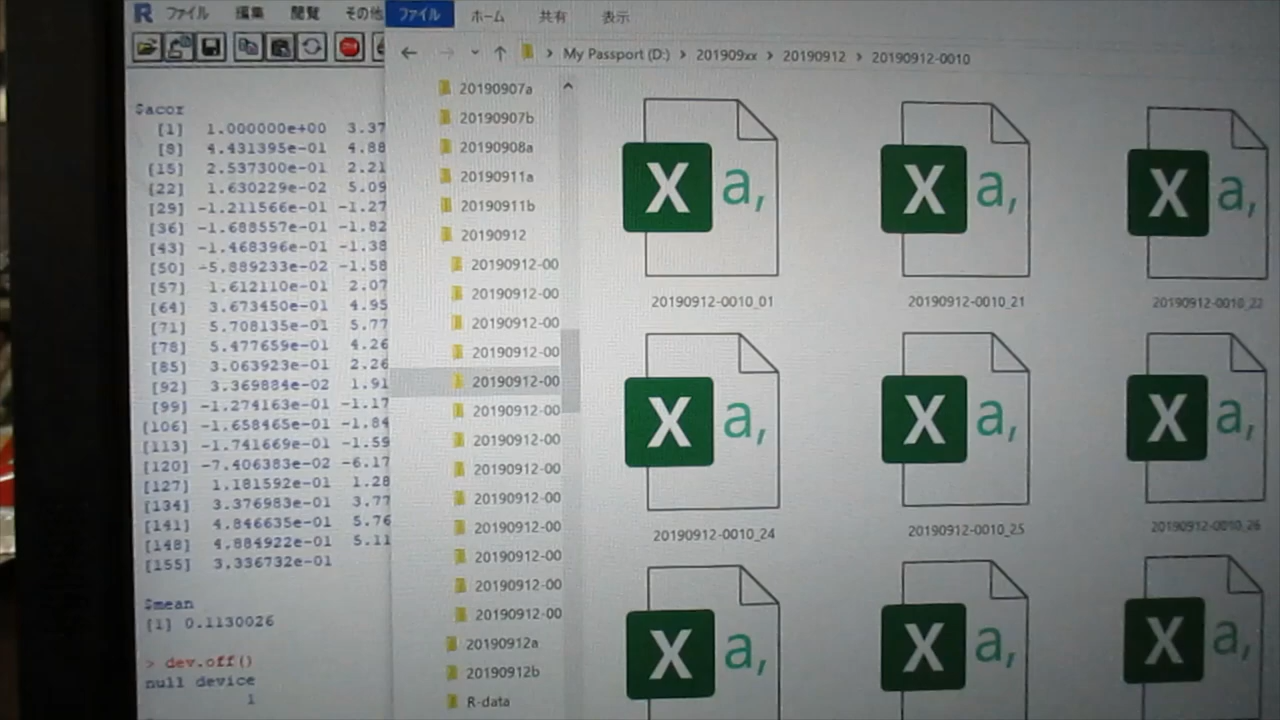 R ファイル 編集 閲覧 その他
$acor
[1] 1.000000e+00 3.37
[8] 4.431395e-01 4.88
[15] 2.537300e-01 2.21
[22] 1.630229e-02 5.09
[29] -1.211566e-01 -1.27
[36] -1.688557e-01 -1.82
[43] -1.468396e-01 -1.38
[50] -5.889233e-02 -1.58
[57] 1.612110e-01 2.07
[64] 3.673450e-01 4.95
[71] 5.708135e-01 5.77
[78] 5.477659e-01 4.26
[85] 3.063923e-01 2.26
[92] 3.369884e-02 1.91
[99] -1.274163e-01 -1.17
[106] -1.658465e-01 -1.84
[113] -1.741669e-01 -1.59
[120] -7.406383e-02 -6.17
[127] 1.181592e-01 1.28
[134] 3.376983e-01 3.77
[141] 4.846635e-01 5.76
[148] 4.884922e-01 5.11
[155] 3.336732e-01
$mean
[1] 0.1130026
> dev.off()
null device
1
ファイル ホーム 共有 表示
My Passport (D:) > 201909xx > 20190912 > 20190912-0010
20190907a
20190907b
20190908a
20190911a
20190911b
20190912
20190912-00
20190912-00
20190912-00
20190912-00
20190912-00
20190912-00
20190912-00
20190912-00
20190912-00
20190912-00
20190912-00
20190912-00
20190912-00
20190912a
20190912b
R-data
X a, X a, X a,
20190912-0010_01 20190912-0010_21 20190912-0010_22
X a, X a, X a,
20190912-0010_24 20190912-0010_25 20190912-0010_26
X a, X a, X a,